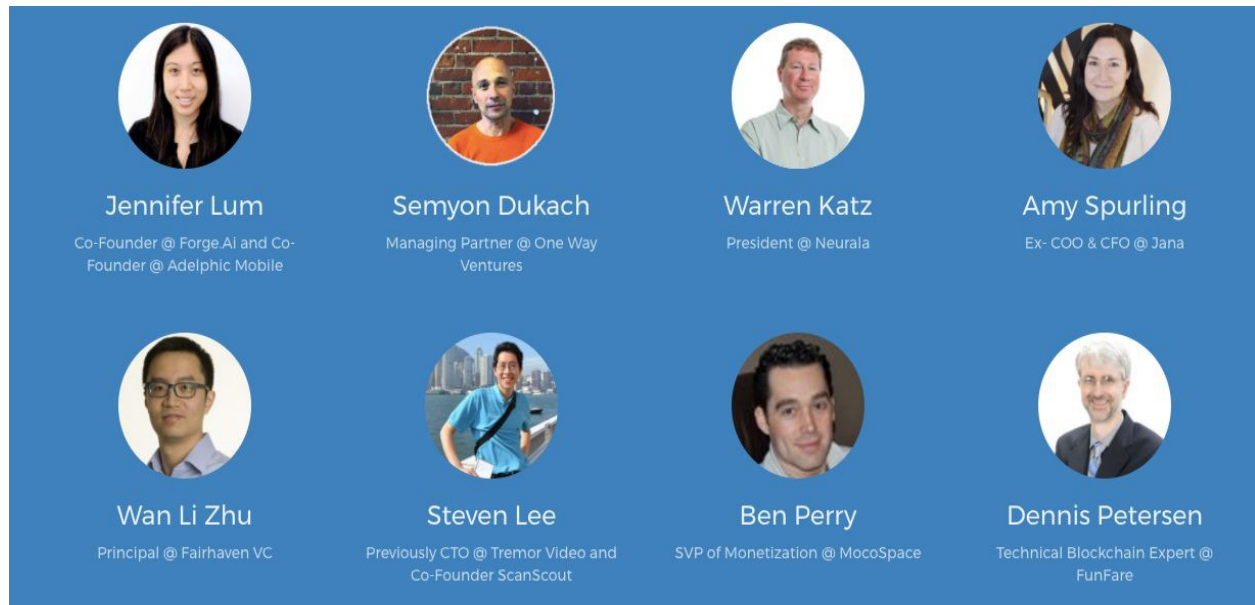 Jennifer Lum
Co-Founder @ Forge.Ai and Co-
Founder @ Adelphic Mobile
Semyon Dukach
Managing Partner @ One Way
Ventures
Warren Katz
President @ Neurala
Amy Spurling
Ex- COO & CFO @ Jana
Wan Li Zhu
Principal @ Fairhaven VC
Steven Lee
Previously CTO @ Tremor Video and
Co-Founder ScanScout
Ben Perry
SVP of Monetization @ MocoSpace
Dennis Petersen
Technical Blockchain Expert @
FunFare